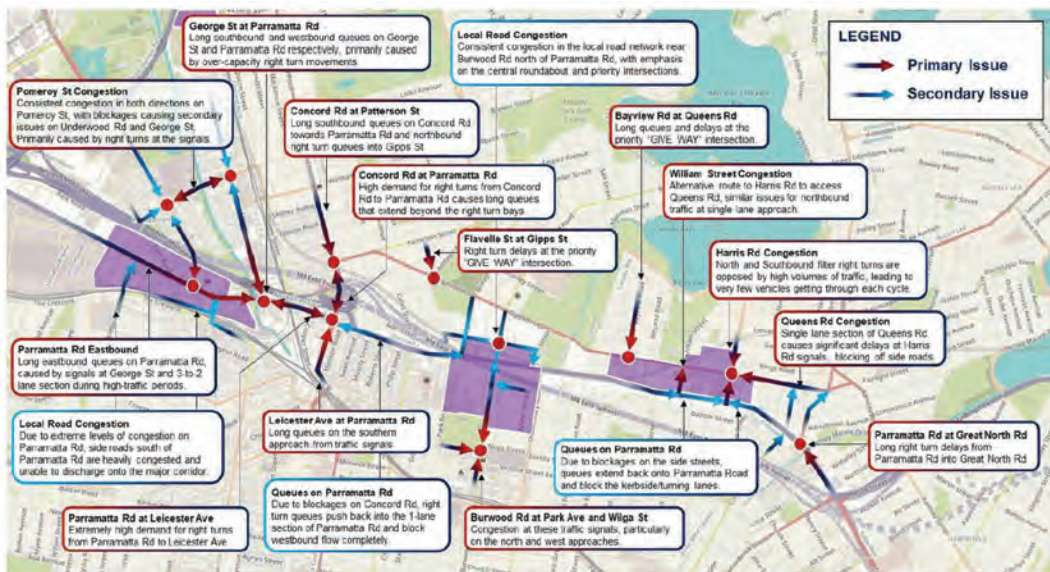 George St at Parramatta Rd
Long southbound and westbound queues on George
St and Parramatta Rd respectively, primarily caused
by over-capacity right turn movements.
Local Road Congestion
Consistent congestion in the local road network near
Burwood Rd north of Parramatta Rd, with emphasis
on the central roundabout and priority intersections.
LEGEND
Primary Issue
Secondary Issue
Pomeroy St Congestion
Consistent congestion in both directions on
Pomeroy St, with blockages causing secondary
issues on Underwood Rd and George St.
Primarily caused by right turns at the signals.
Concord Rd at Patterson St
Long southbound queues on Concord Rd
towards Parramatta Rd and northbound
right turn queues into Gipps St
Bayview Rd at Queens Rd
Long queues and delays at the
priority "GIVE WAY" intersection.
Concord Rd at Parramatta Rd
High demand for right turns from Concord
Rd to Parramatta Rd causes long queues
that extend beyond the right turn bays.
William Street Congestion
Alternative route to Harris Rd to access
Queens Rd, similar issues for northbound
traffic at single lane approach.
Flavelle St at Gipps St
Right turn delays at the priority
"GIVE WAY" intersection.
Harris Rd Congestion
North and Southbound filter right turns are
opposed by high volumes of traffic, leading to
very few vehicles getting through each cycle.
Queens Rd Congestion
Single lane section of Queens Rd
causes significant delays at Harris
Rd signals, blocking off side roads.
Parramatta Rd Eastbound
Long eastbound queues on Parramatta Rd,
caused by signals at George St and 3-to-2
lane section during high-traffic periods.
Local Road Congestion
Due to extreme levels of congestion on
Parramatta Rd, side roads south of
Parramatta Rd are heavily congested and
unable to discharge onto the major corridor.
Leicester Ave at Parramatta Rd
Long queues on the southern
approach from traffic signals.
Queues on Parramatta Rd
Due to blockages on the side streets,
queues extend back onto Parramatta Road
and block the kerbside/turning lanes.
Parramatta Rd at Great North Rd
Long right turn delays from
Parramatta Rd into Great North Rd
Parramatta Rd at Leicester Ave
Extremely high demand for right turns
from Parramatta Rd to Leicester Ave
Queues on Parramatta Rd
Due to blockages on Concord Rd, right
turn queues push back into the 1-lane
section of Parramatta Rd and block
westbound flow completely.
Burwood Rd at Park Ave and Wilga St
Congestion at these traffic signals, particularly
on the north and west approaches.